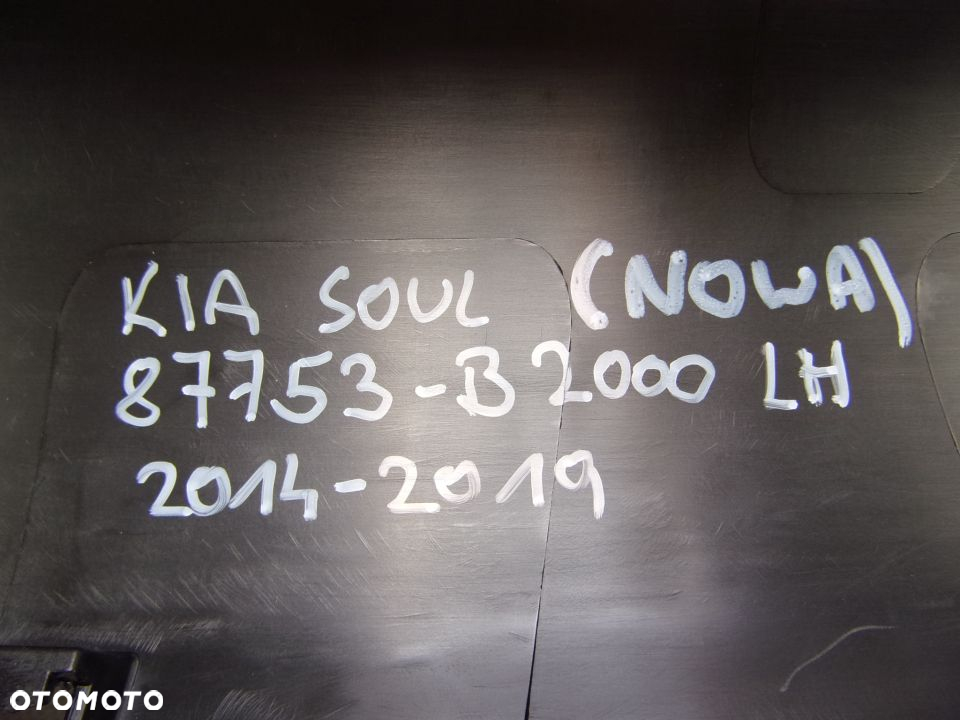 KIA SOUL (NOWA)
87753-B2000 LH
2014-2019
OTOMOTO